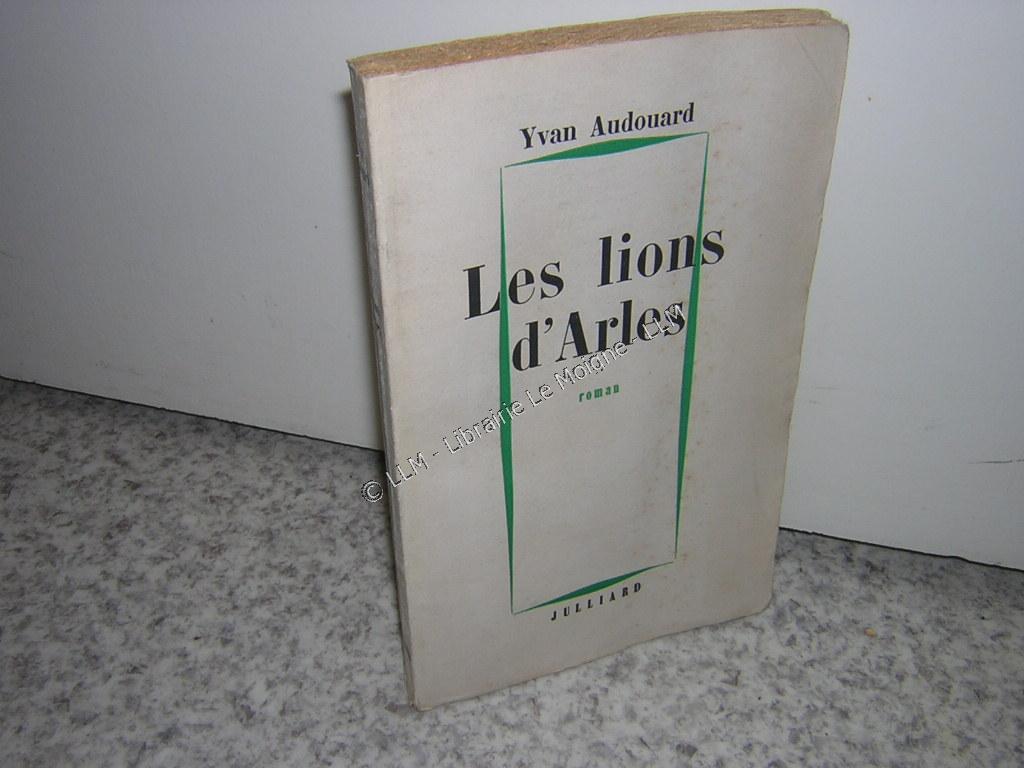 Yvan Audouard
Les lions
d'Arles
roman
© LLM - Librairie Le Moigne - LLM
JULLIARD